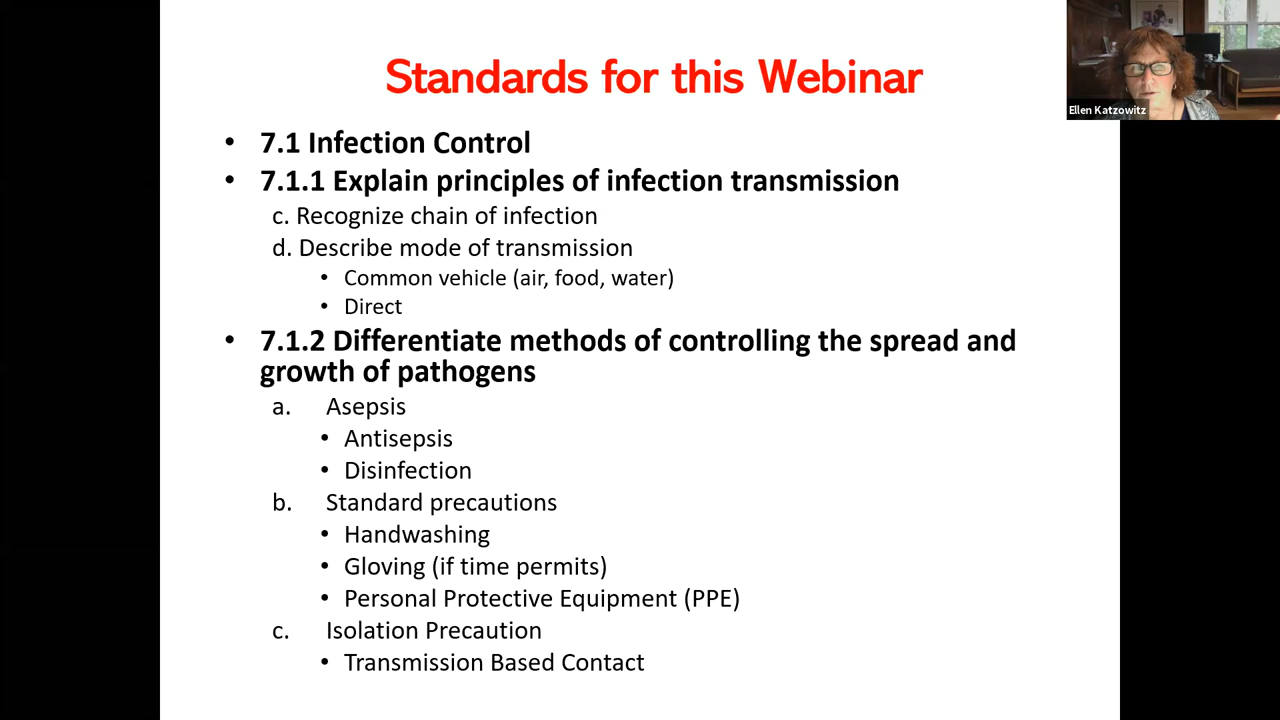 Standards for this Webinar
Ellen Katzowitz
• 7.1 Infection Control
• 7.1.1 Explain principles of infection transmission
c. Recognize chain of infection
d. Describe mode of transmission
• Common vehicle (air, food, water)
• Direct
• 7.1.2 Differentiate methods of controlling the spread and
growth of pathogens
a. Asepsis
• Antisepsis
• Disinfection
b. Standard precautions
• Handwashing
• Gloving (if time permits)
• Personal Protective Equipment (PPE)
c. Isolation Precaution
• Transmission Based Contact